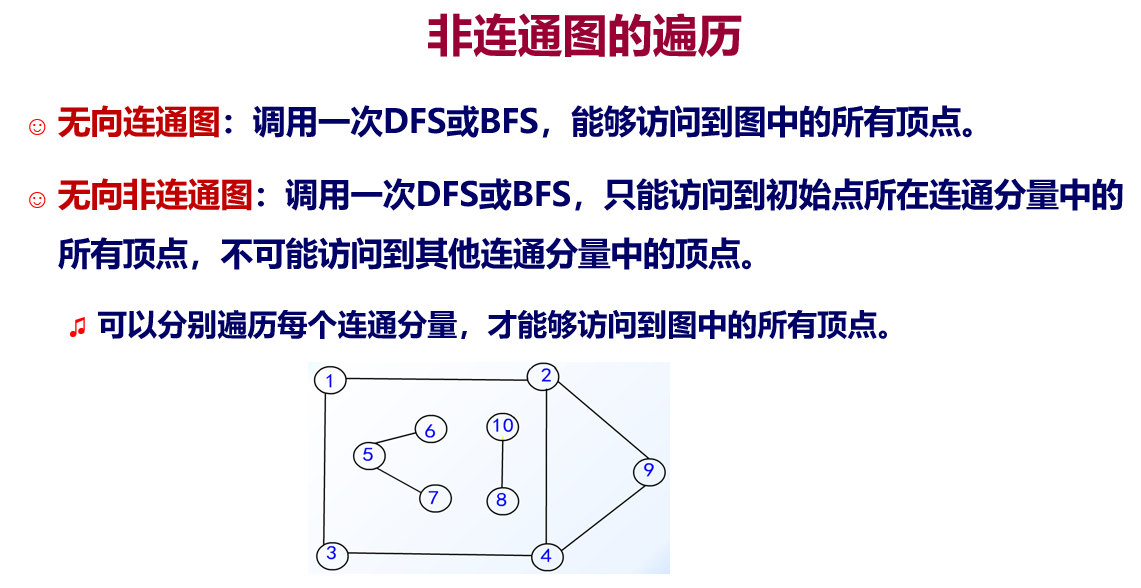 非连通图的遍历
☺ 无向连通图：调用一次DFS或BFS，能够访问到图中的所有顶点。
☺ 无向非连通图：调用一次DFS或BFS，只能访问到初始点所在连通分量中的
所有顶点，不可能访问到其他连通分量中的顶点。
♫ 可以分别遍历每个连通分量，才能够访问到图中的所有顶点。
1
2
6
10
5
9
7
8
3
4